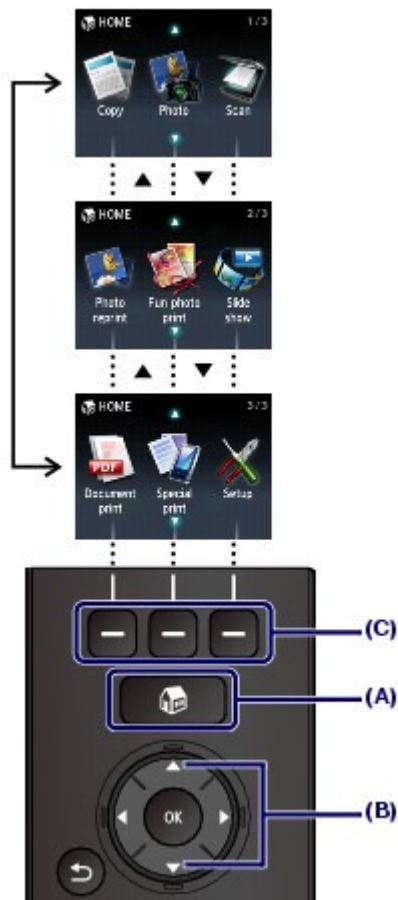 HOME 1/3
Copy Photo Scan
HOME 2/3
Photo Fun photo Slide
reprint print show
HOME 3/3
PDF
Document Special Setup
print print
(C)
(A)
(B)
OK